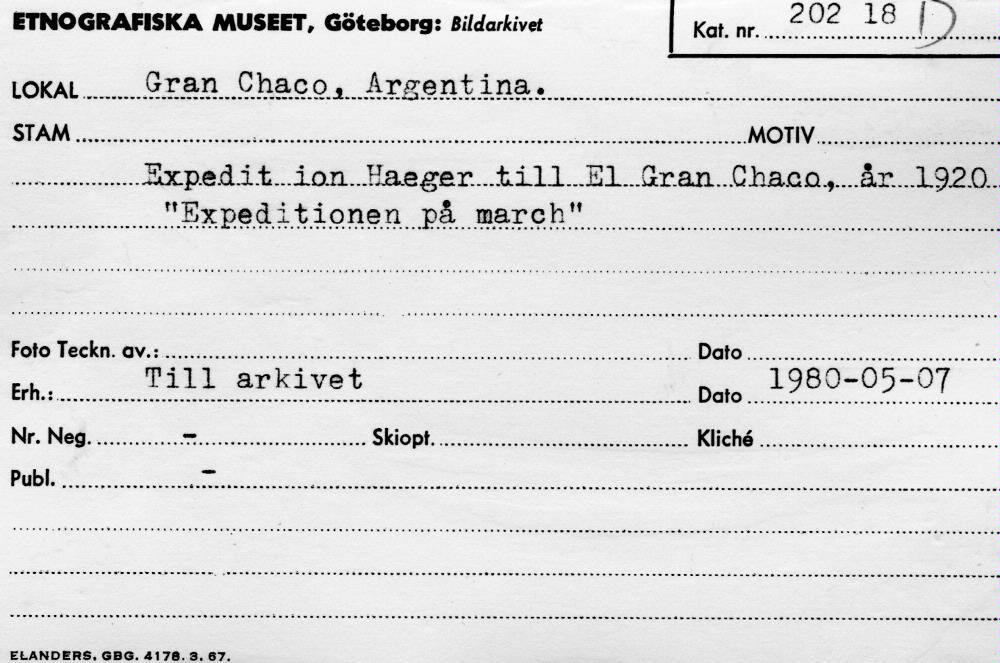 ETNOGRAFISKA MUSEET, Göteborg: Bildarkivet
Kat. nr. 202 18 D
LOKAL Gran Chaco, Argentina.
STAM MOTIV
Expedit ion Haeger till El Gran Chaco, år 1920
"Expeditionen på march"
Foto Teckn. av.: Dato
Erh.: Till arkivet Dato 1980-05-07
Nr. Neg. - Skiopt. Kliché
Publ. -
ELANDERS. GBG. 4178. 3. 67.